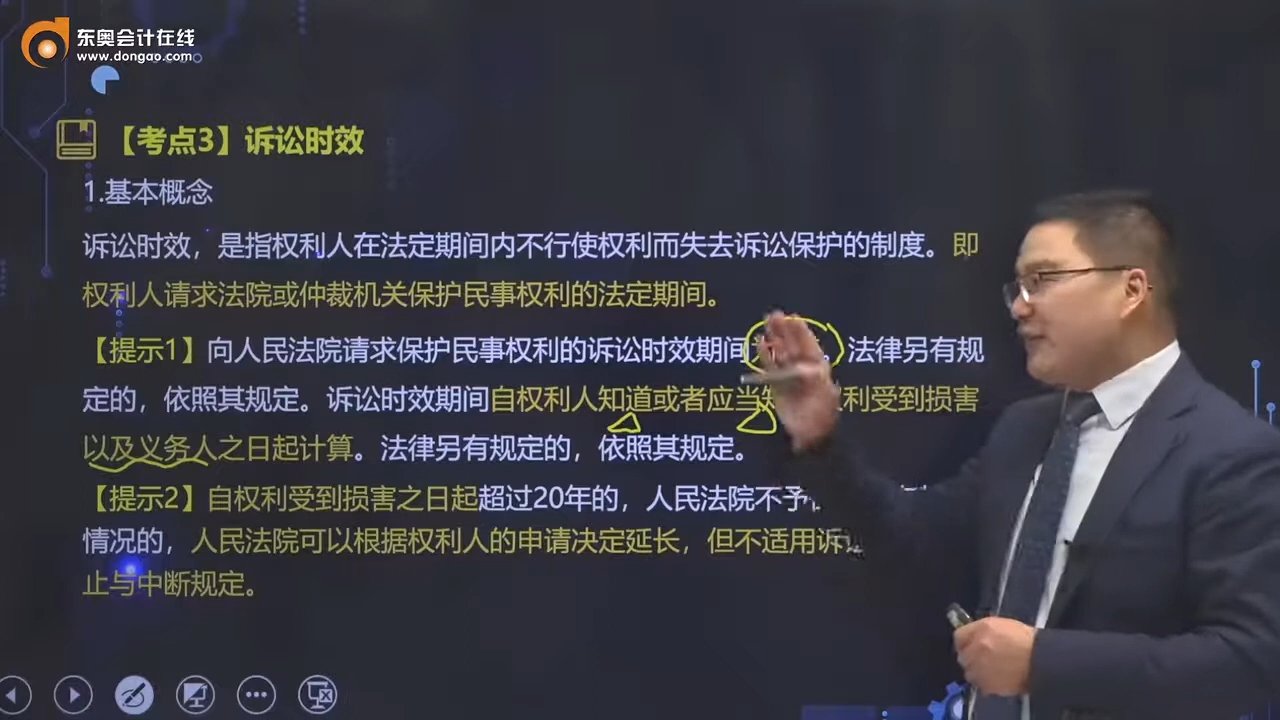 东奥会计在线
www.dongao.com
【考点3】诉讼时效
1.基本概念
诉讼时效，是指权利人在法定期间内不行使权利而失去诉讼保护的制度。即
权利人请求法院或仲裁机关保护民事权利的法定期间。
【提示1】向人民法院请求保护民事权利的诉讼时效期间 法律另有规
定的，依照其规定。诉讼时效期间自权利人知道或者应当 利受到损害
以及义务人之日起计算。法律另有规定的，依照其规定。
【提示2】自权利受到损害之日起超过20年的，人民法院不予
情况的，人民法院可以根据权利人的申请决定延长，但不适用诉
止与中断规定。